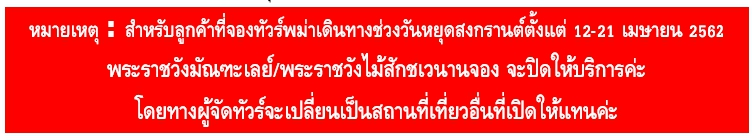 หมายเหตุ : สำหรับลูกค้าที่จองทัวร์พม่าเดินทางช่วงวันหยุดสงกรานต์ตั้งแต่ 12-21 เมษายน 2562
พระราชวังมัณฑะเลย์/พระราชวังไม้สักชเวนานจอง จะปิดให้บริการค่ะ
โดยทางผู้จัดทัวร์จะเปลี่ยนเป็นสถานที่เที่ยวอื่นที่เปิดให้แทนค่ะ